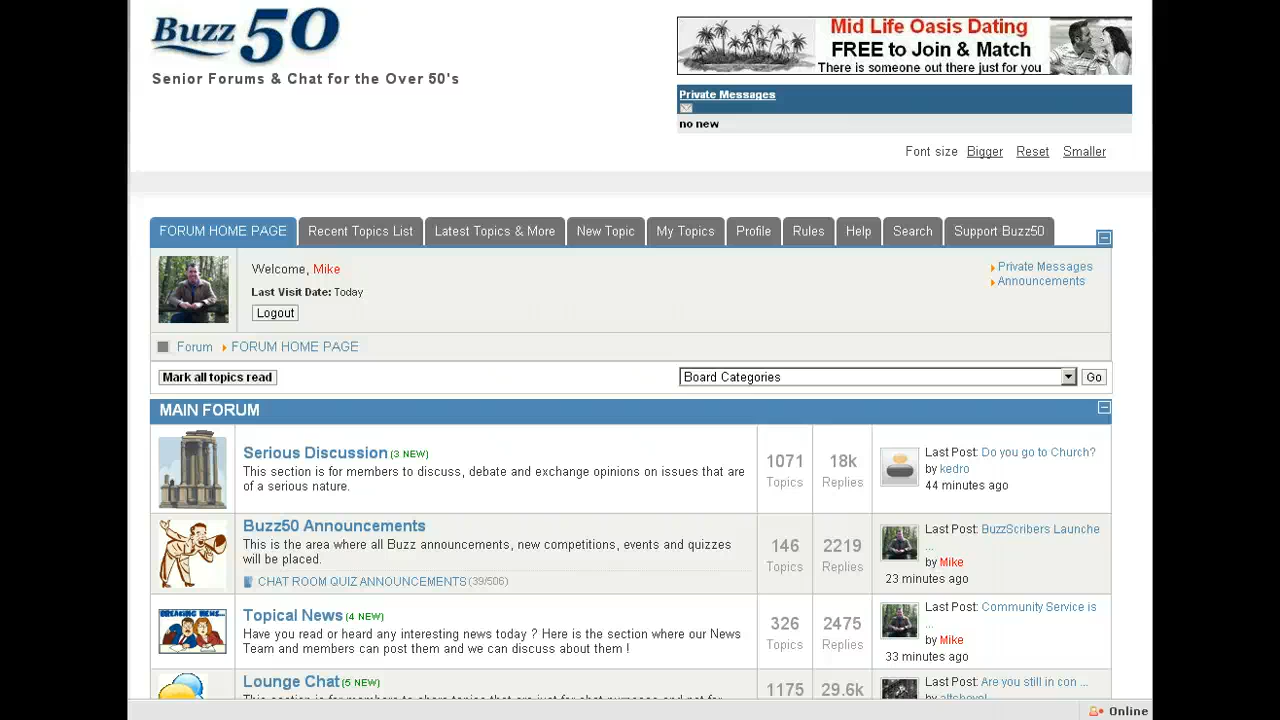 Buzz 50
Senior Forums & Chat for the Over 50's
Mid Life Oasis Dating
FREE to Join & Match
There is someone out there just for you
Private Messages
no new
Font size Bigger Reset Smaller
FORUM HOME PAGE Recent Topics List Latest Topics & More New Topic My Topics Profile Rules Help Search Support Buzz50
Welcome, Mike
Last Visit Date: Today
Logout
Private Messages
Announcements
Forum FORUM HOME PAGE
Mark all topics read
Board Categories Go
MAIN FORUM
Serious Discussion (3 NEW)
This section is for members to discuss, debate and exchange opinions on issues that are
of a serious nature.
1071
Topics
18k
Replies
Last Post: Do you go to Church?
by kedro
44 minutes ago
Buzz50 Announcements
This is the area where all Buzz announcements, new competitions, events and quizzes
will be placed.
CHAT ROOM QUIZ ANNOUNCEMENTS (39/506)
146
Topics
2219
Replies
Last Post: BuzzScribers Launche
...
by Mike
23 minutes ago
BREAKING NEWS...
Topical News (4 NEW)
Have you read or heard any interesting news today ? Here is the section where our News
Team and members can post them and we can discuss about them !
326
Topics
2475
Replies
Last Post: Community Service is
...
by Mike
33 minutes ago
Lounge Chat (5 NEW)
1175
29.6k
Last Post: Are you still in con ...
by
Online